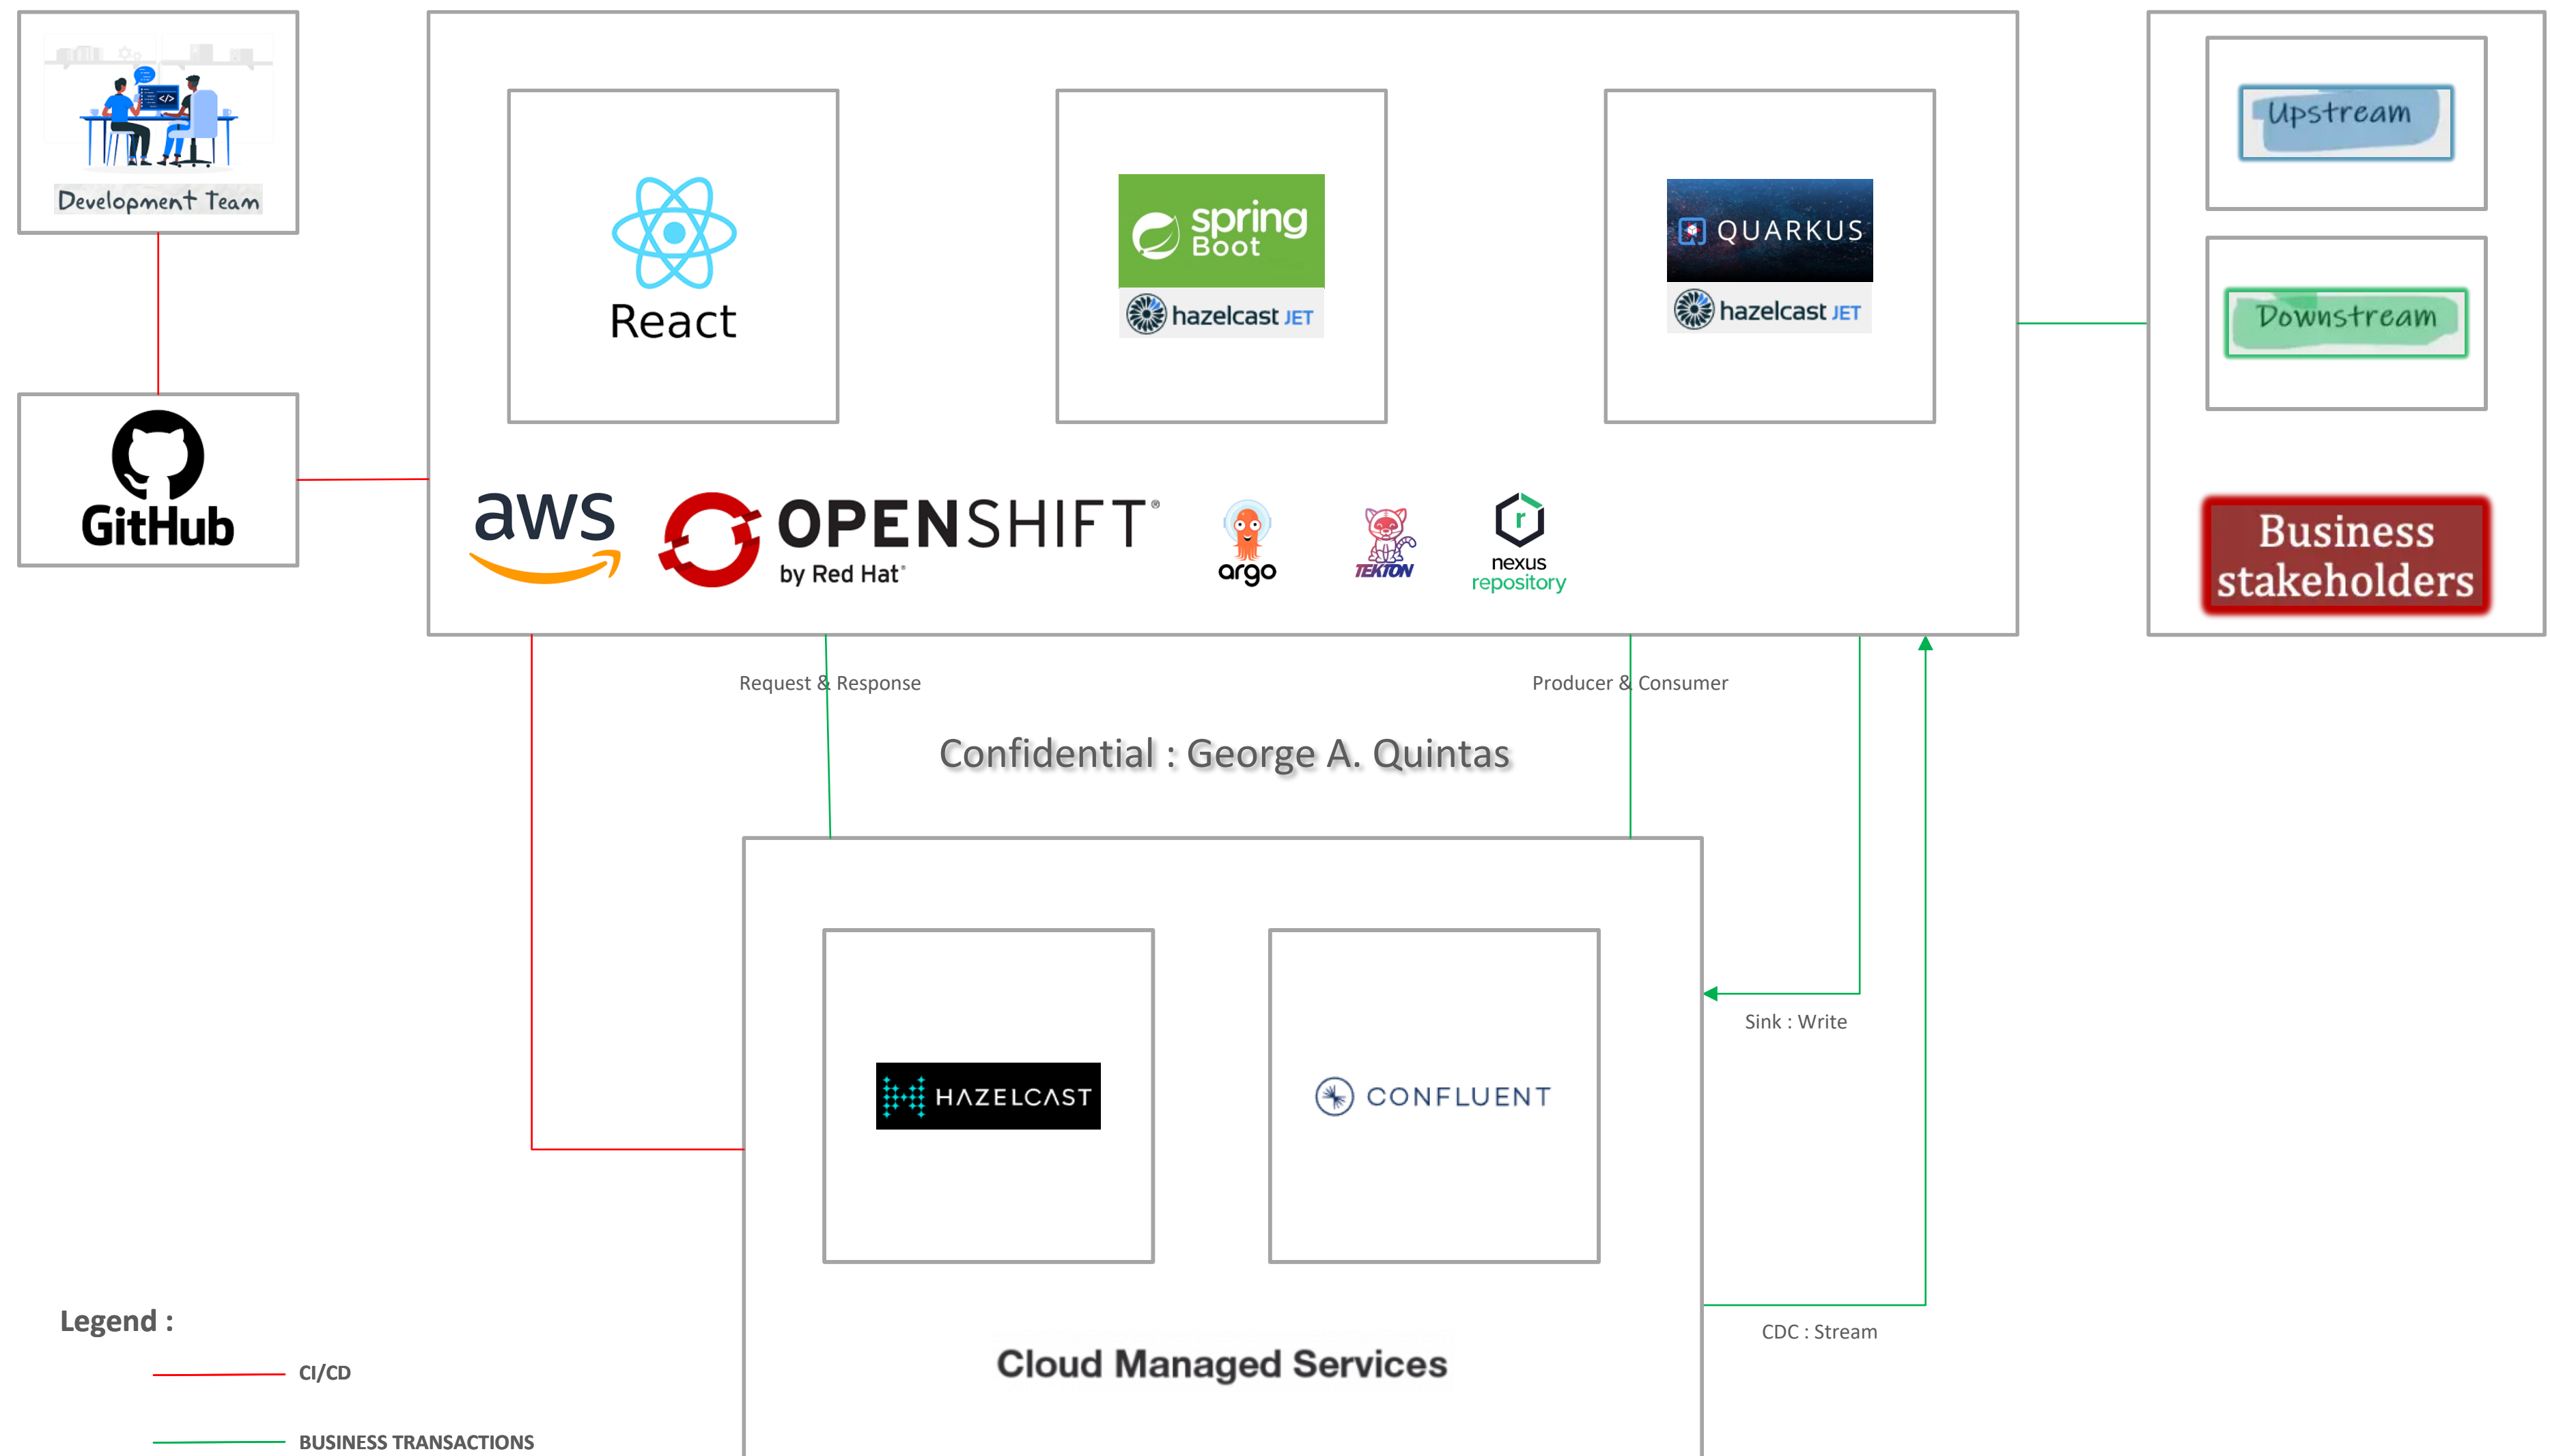 Development Team
GitHub
React
spring
Boot
hazelcast JET
QUARKUS
hazelcast JET
aws
OPENSHIFT®
by Red Hat®
argo
TEKTON
r
nexus
repository
Upstream
Downstream
Business
stakeholders
Request & Response
Producer & Consumer
Confidential : George A. Quintas
HAZELCAST
CONFLUENT
Sink : Write
CDC : Stream
Cloud Managed Services
Legend :
CI/CD
BUSINESS TRANSACTIONS